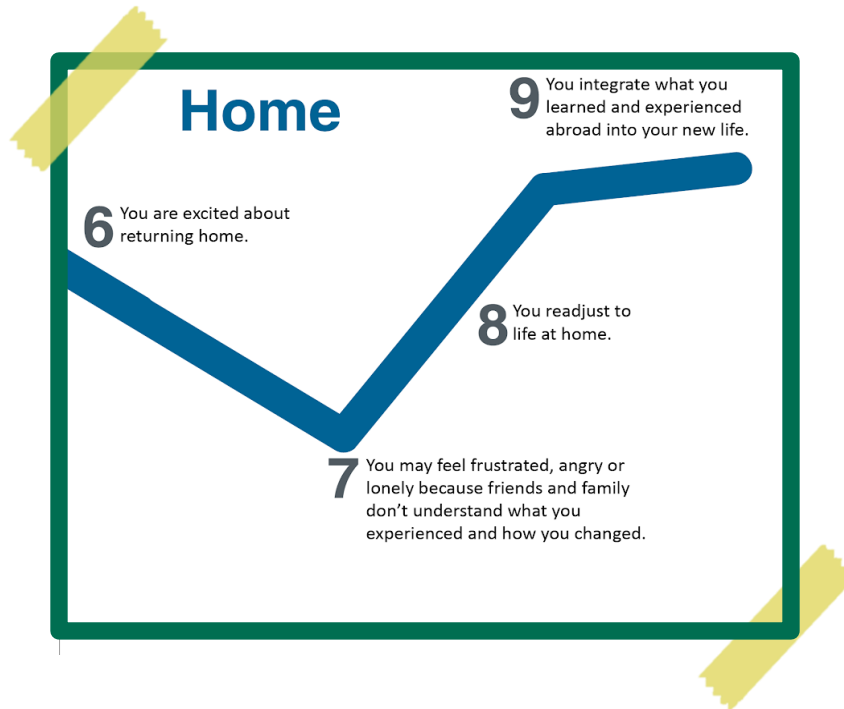 Home
6 You are excited about
returning home.
7 You may feel frustrated, angry or
lonely because friends and family
don’t understand what you
experienced and how you changed.
8 You readjust to
life at home.
9 You integrate what you
learned and experienced
abroad into your new life.